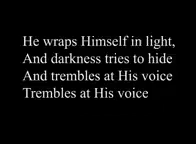 He wraps Himself in light,
And darkness tries to hide
And trembles at His voice
Trembles at His voice